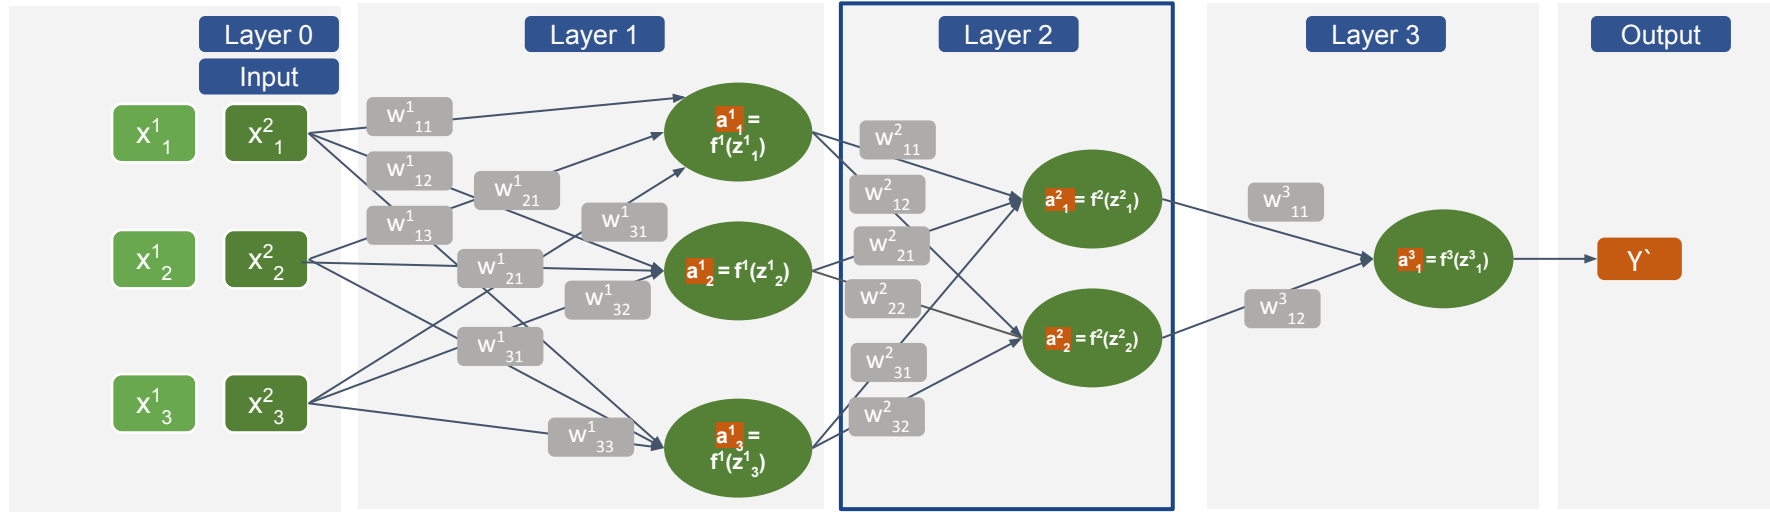 Layer 0
Input
Layer 1
Layer 2
Layer 3
Output
x¹₁
x²₁
x¹₂
x²₂
x¹₃
x²₃
w¹₁₁
w¹₁₂
w¹₁₃
w¹₂₁
w¹₃₁
w¹₂₁
w¹₃₂
w¹₃₁
w¹₃₃
a¹₁ =
f¹(z¹₁)
a¹₂ = f¹(z¹₂)
a¹₃ =
f¹(z¹₃)
w²₁₁
w²₁₂
w²₂₁
w²₂₂
w²₃₁
w²₃₂
a²₁ = f²(z²₁)
a²₂ = f²(z²₂)
w³₁₁
w³₁₂
a³₁ = f³(z³₁)
Y`